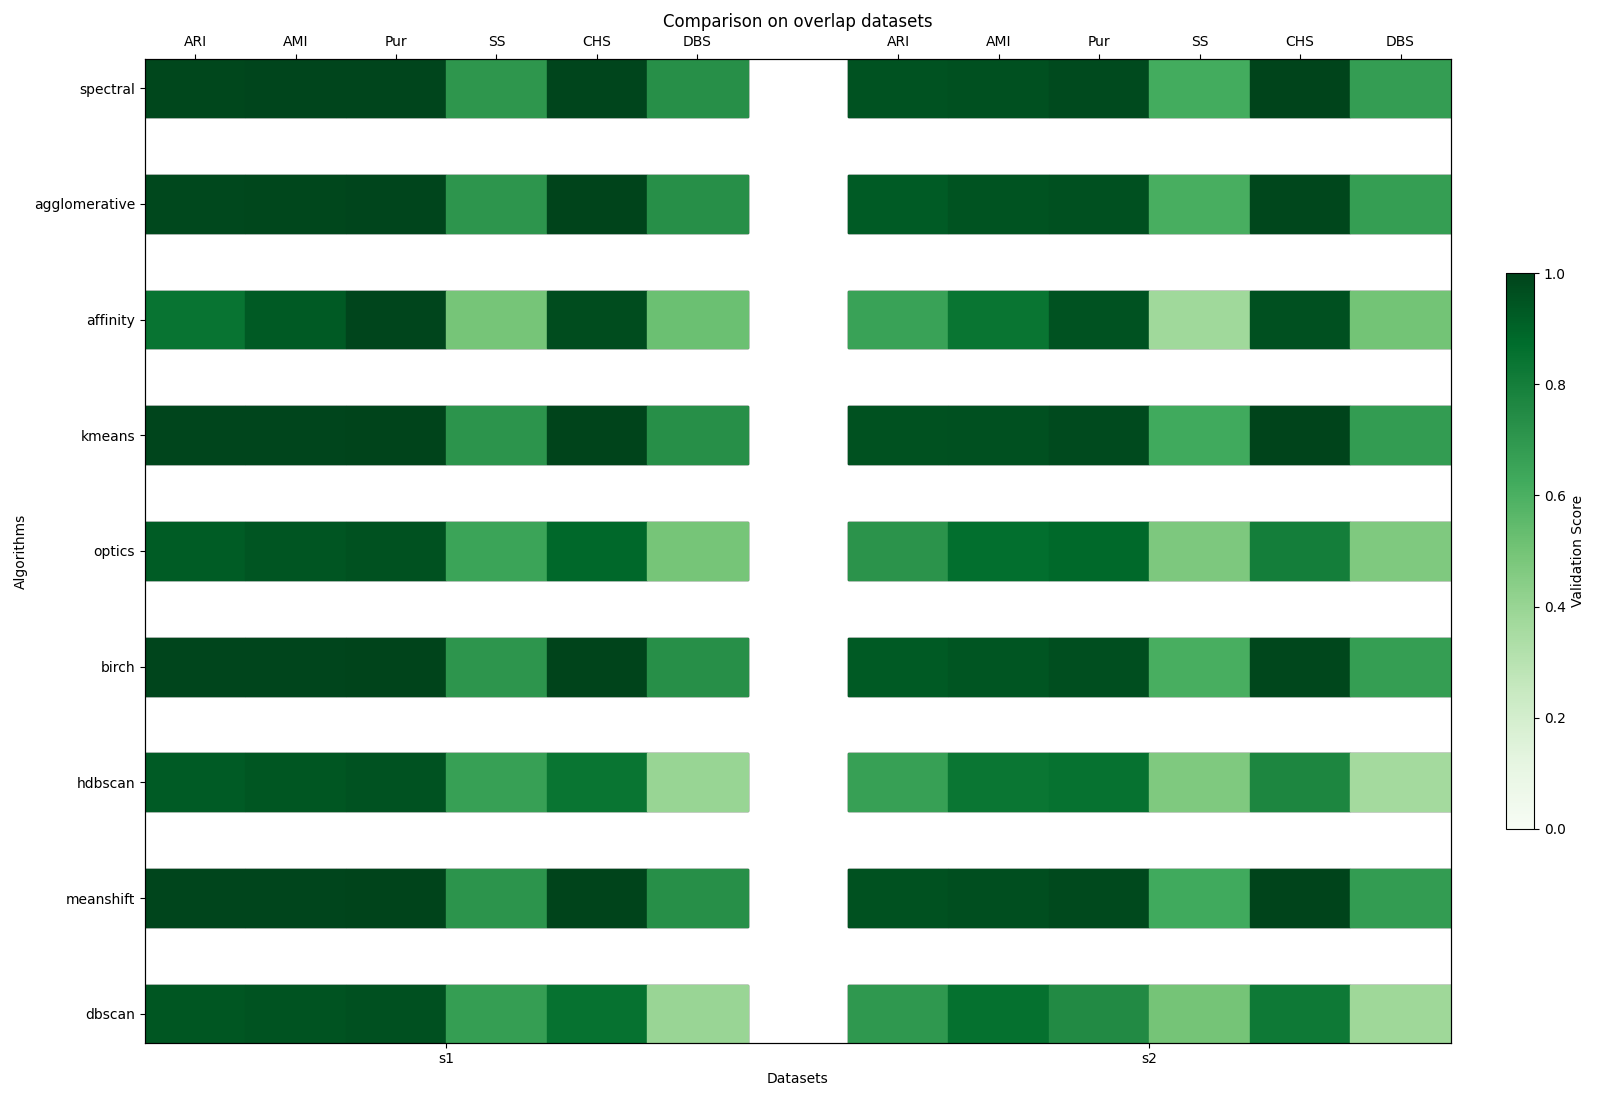 Comparison on overlap datasets
ARI AMI Pur SS CHS DBS ARI AMI Pur SS CHS DBS
spectral
agglomerative
affinity
kmeans
optics
birch
hdbscan
meanshift
dbscan
Algorithms
s1 s2
Datasets
1.0
0.8
0.6
0.4
0.2
0.0
Validation Score